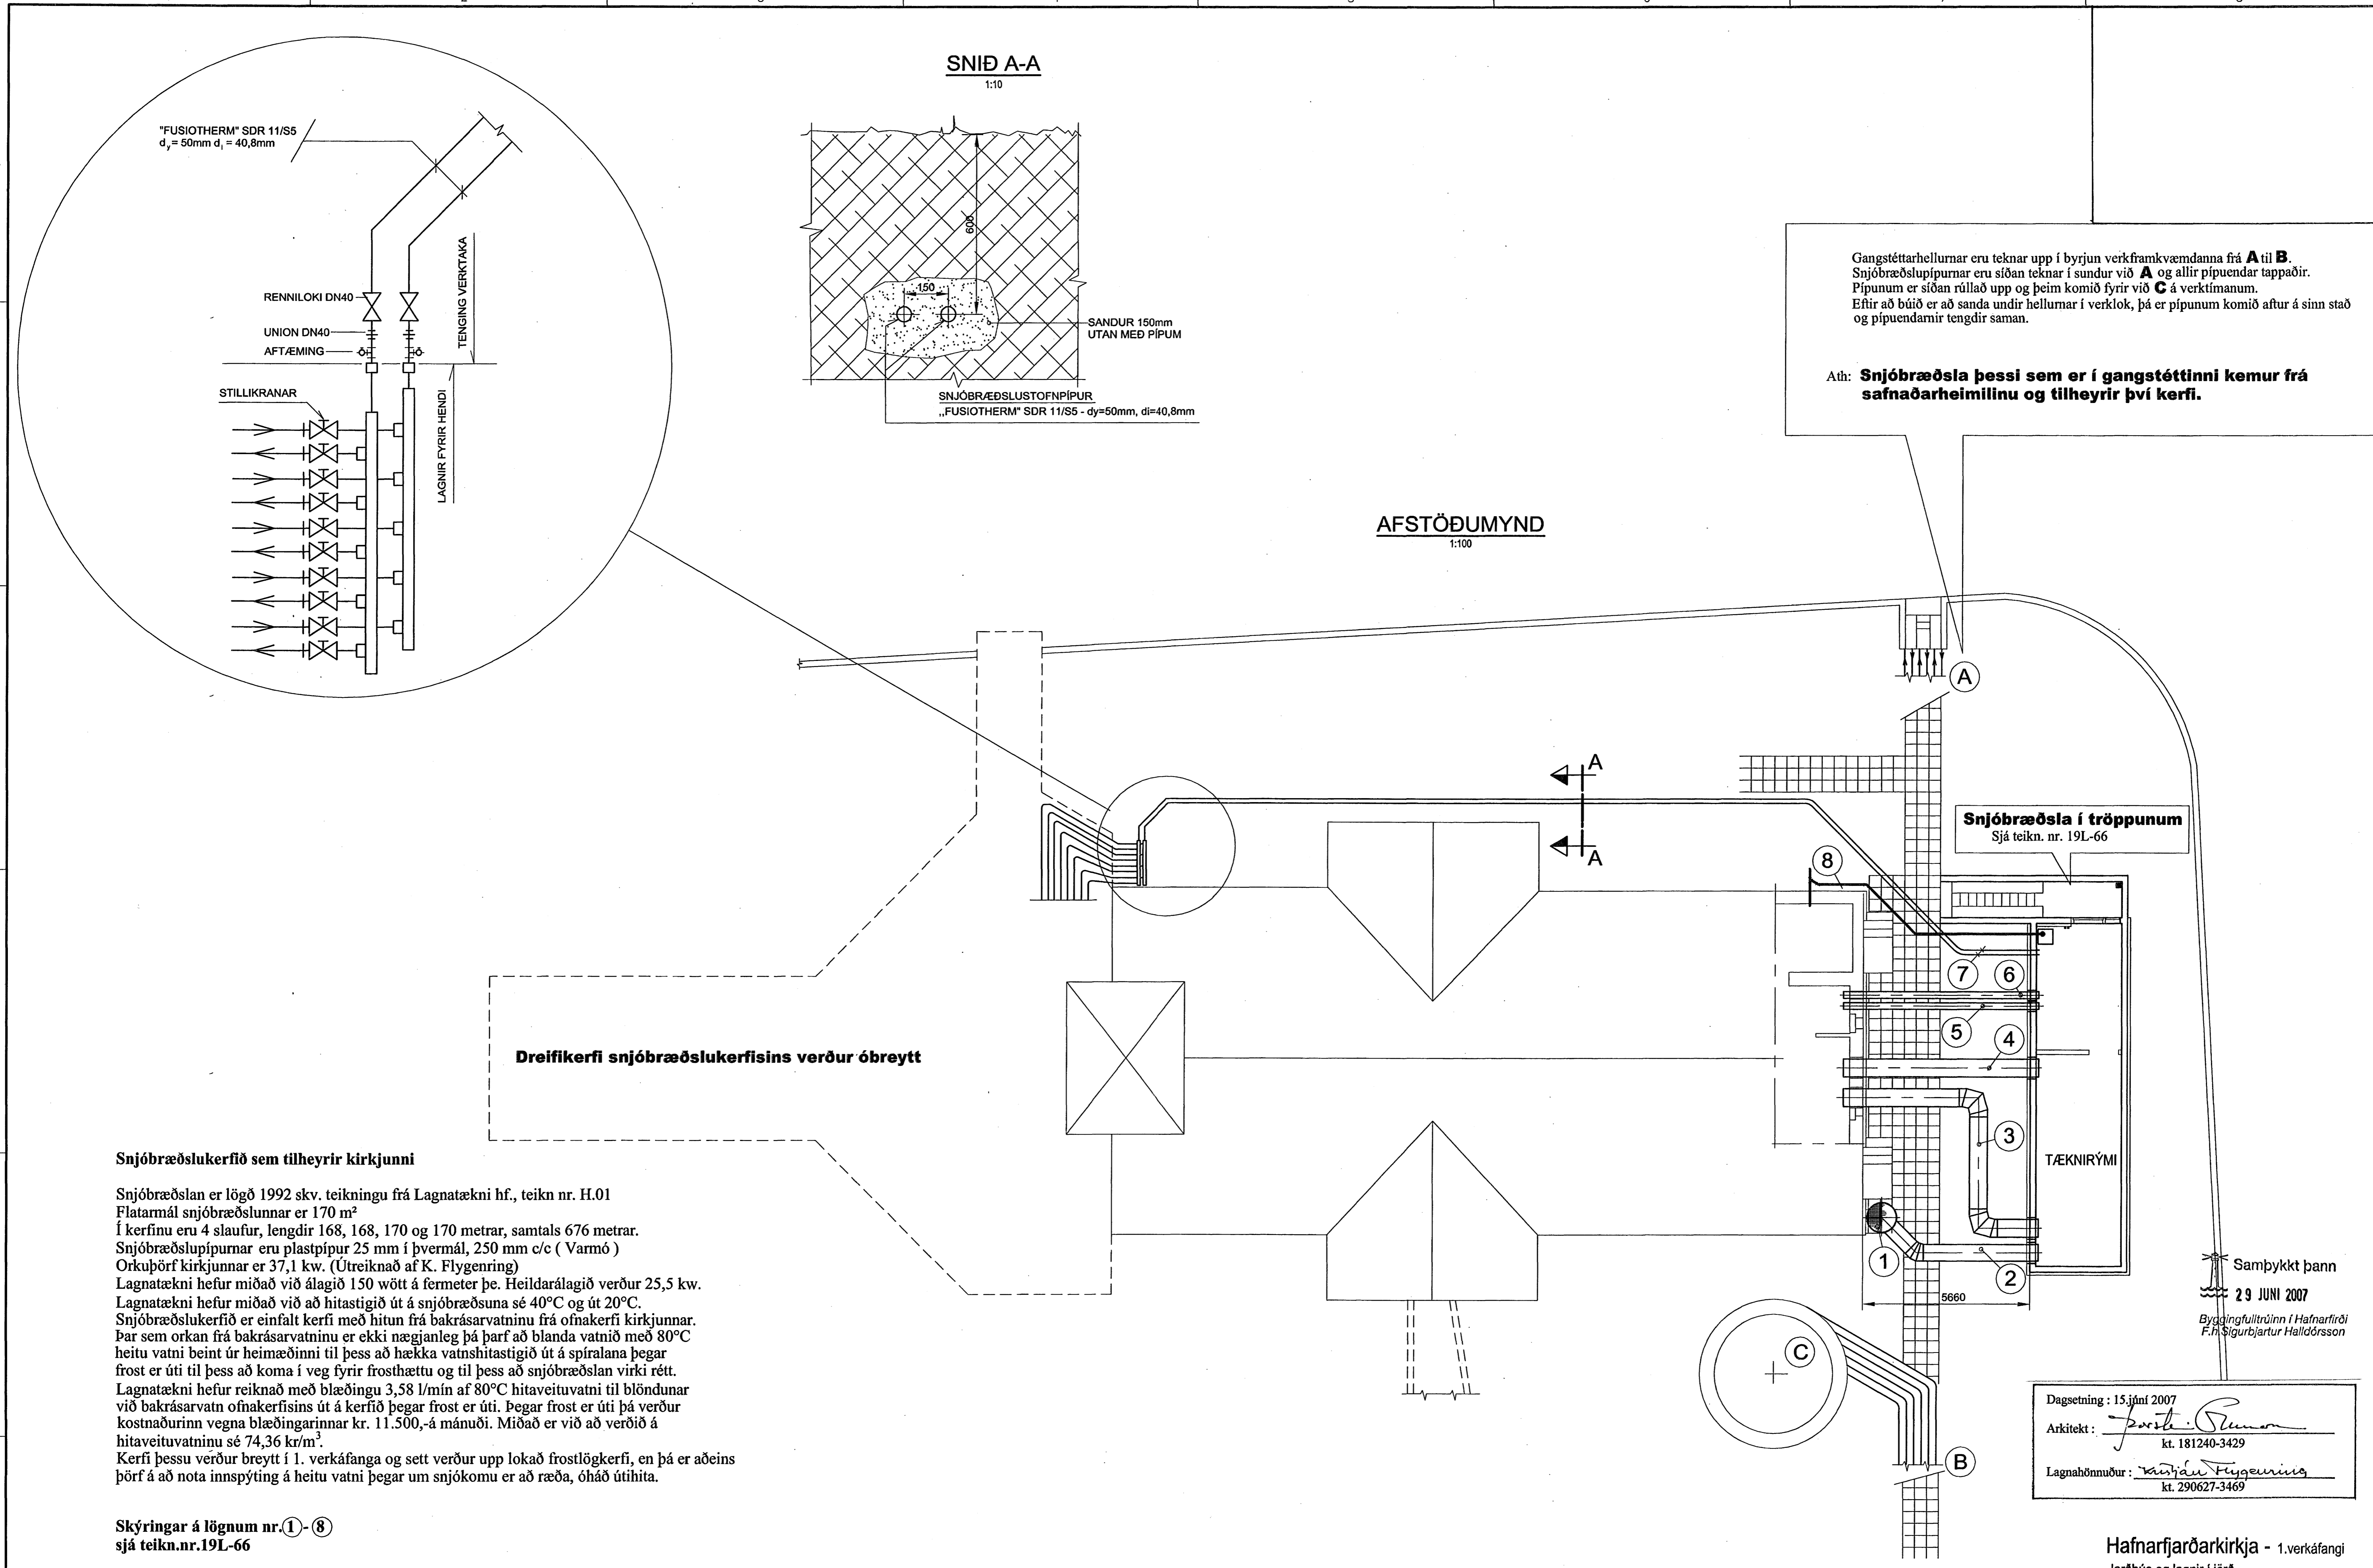 SNIÐ A-A
1:10
"FUSIOTHERM" SDR 11/S5
dy= 50mm di = 40,8mm
RENNILOKI DN40
UNION DN40
AFTÆMING
STILLIKRANAR
TENGING VERKTAKA
LAGNIR FYRIR HENDI
600
150
SANDUR 150mm
UTAN MEÐ PÍPUM
SNJÓBRÆÐSLUSTOFNPÍPUR
„FUSIOTHERM" SDR 11/S5 - dy=50mm, di=40,8mm
Gangstéttarhellurnar eru teknar upp í byrjun verkframkvæmdanna frá A til B.
Snjóbræðslupípurnar eru síðan teknar í sundur við A og allir pípuendar tappaðir.
Pípunum er síðan rúllað upp og þeim komið fyrir við C á verktímanum.
Eftir að búið er að sanda undir hellurnar í verklok, þá er pípunum komið aftur á sinn stað
og pípuendarnir tengdir saman.
Ath: Snjóbræðsla þessi sem er í gangstéttinni kemur frá
safnaðarheimilinu og tilheyrir því kerfi.
AFSTÖÐUMYND
1:100
A
A
A
Snjóbræðsla í tröppunum
Sjá teikn. nr. 19L-66
8
7
6
5
4
3
TÆKNIRÝMI
1
2
5660
C
B
Dreifikerfi snjóbræðslukerfisins verður óbreytt
Snjóbræðslukerfið sem tilheyrir kirkjunni
Snjóbræðslan er lögð 1992 skv. teikningu frá Lagnatækni hf., teikn nr. H.01
Flatarmál snjóbræðslunnar er 170 m²
Í kerfinu eru 4 slaufur, lengdir 168, 168, 170 og 170 metrar, samtals 676 metrar.
Snjóbræðslupípurnar eru plastpípur 25 mm í þvermál, 250 mm c/c ( Varmó )
Orkuþörf kirkjunnar er 37,1 kw. (Útreiknað af K. Flygenring)
Lagnatækni hefur miðað við álagið 150 wött á fermeter þe. Heildarálagið verður 25,5 kw.
Lagnatækni hefur miðað við að hitastigið út á snjóbræðsuna sé 40°C og út 20°C.
Snjóbræðslukerfið er einfalt kerfi með hitun frá bakrásarvatninu frá ofnakerfi kirkjunnar.
Þar sem orkan frá bakrásarvatninu er ekki nægjanleg þá þarf að blanda vatnið með 80°C
heitu vatni beint úr heimæðinni til þess að hækka vatnshitastigið út á spíralana þegar
frost er úti til þess að koma í veg fyrir frosthættu og til þess að snjóbræðslan virki rétt.
Lagnatækni hefur reiknað með blæðingu 3,58 l/mín af 80°C hitaveituvatni til blöndunar
við bakrásarvatn ofnakerfisins út á kerfið þegar frost er úti. Þegar frost er úti þá verður
kostnaðurinn vegna blæðingarinnar kr. 11.500,-á mánuði. Miðað er við að verðið á
hitaveituvatninu sé 74,36 kr/m³.
Kerfi þessu verður breytt í 1. verkáfanga og sett verður upp lokað frostlögkerfi, en þá er aðeins
þörf á að nota innspýting á heitu vatni þegar um snjókomu er að ræða, óháð útihita.
Skýringar á lögnum nr.1- 8
sjá teikn.nr.19L-66
Samþykkt þann
29 JUNI 2007
Byggingfulltrúinn í Hafnarfirði
F.h. Sigurbjartur Halldórsson
Dagsetning : 15.júní 2007
Arkitekt :
kt. 181240-3429
Lagnahönnuður : Kristján Flygenring
kt. 290627-3469
Hafnarfjarðarkirkja - 1.verkáfangi